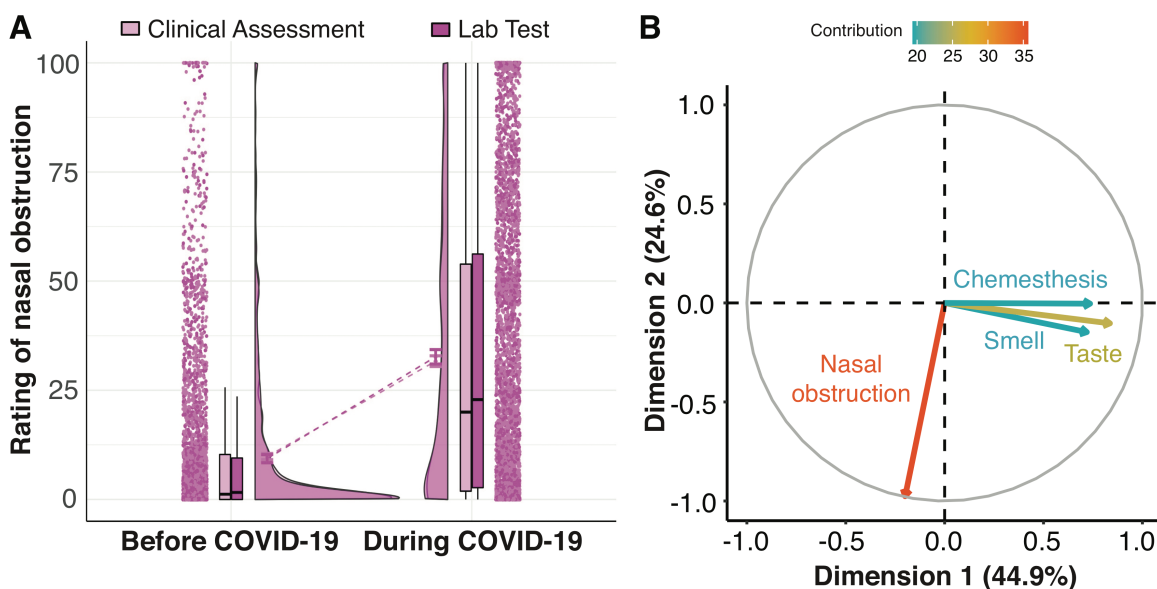 A
Clinical Assessment
Lab Test
Rating of nasal obstruction
100
75
50
25
0
Before COVID-19
During COVID-19
B
Contribution
20 25 30 35
Dimension 2 (24.6%)
1.0
0.5
0.0
-0.5
-1.0
Chemesthesis
Smell
Taste
Nasal
obstruction
-1.0 -0.5 0.0 0.5 1.0
Dimension 1 (44.9%)